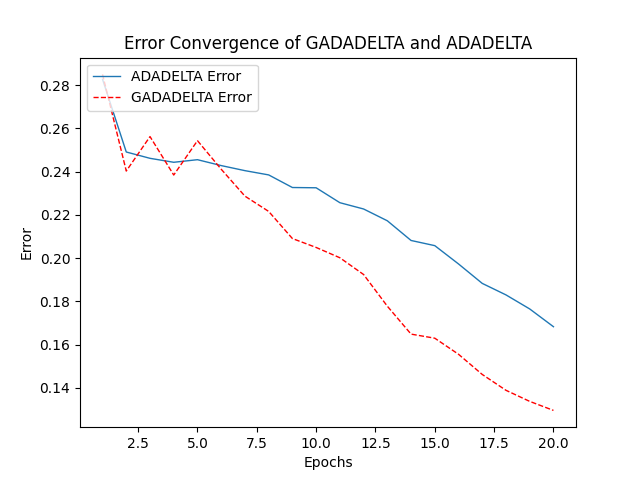 Error Convergence of GADADELTA and ADADELTA
ADADELTA Error
GADADELTA Error
0.28
0.26
0.24
0.22
0.20
0.18
0.16
0.14
Error
2.5 5.0 7.5 10.0 12.5 15.0 17.5 20.0
Epochs